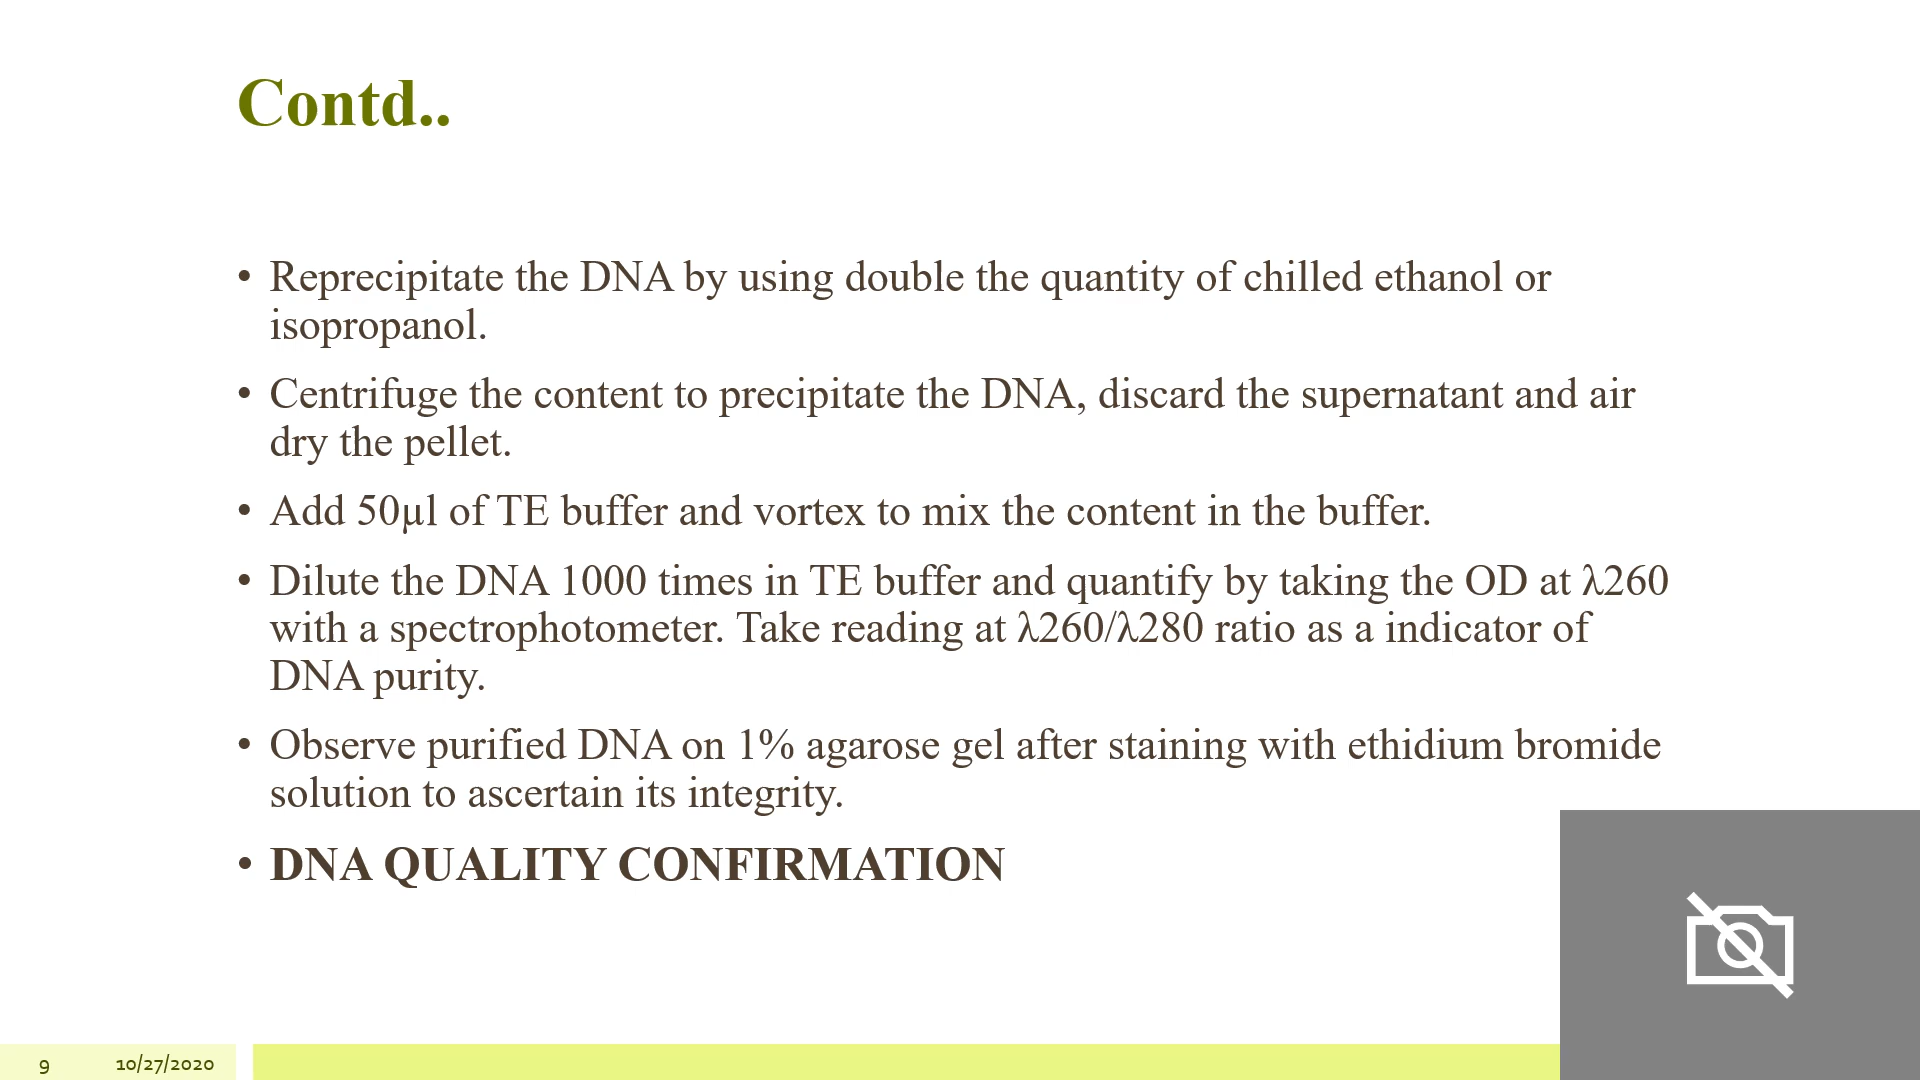 Contd..
• Reprecipitate the DNA by using double the quantity of chilled ethanol or
isopropanol.
• Centrifuge the content to precipitate the DNA, discard the supernatant and air
dry the pellet.
• Add 50µl of TE buffer and vortex to mix the content in the buffer.
• Dilute the DNA 1000 times in TE buffer and quantify by taking the OD at λ260
with a spectrophotometer. Take reading at λ260/λ280 ratio as a indicator of
DNA purity.
• Observe purified DNA on 1% agarose gel after staining with ethidium bromide
solution to ascertain its integrity.
• DNA QUALITY CONFIRMATION
9 10/27/2020